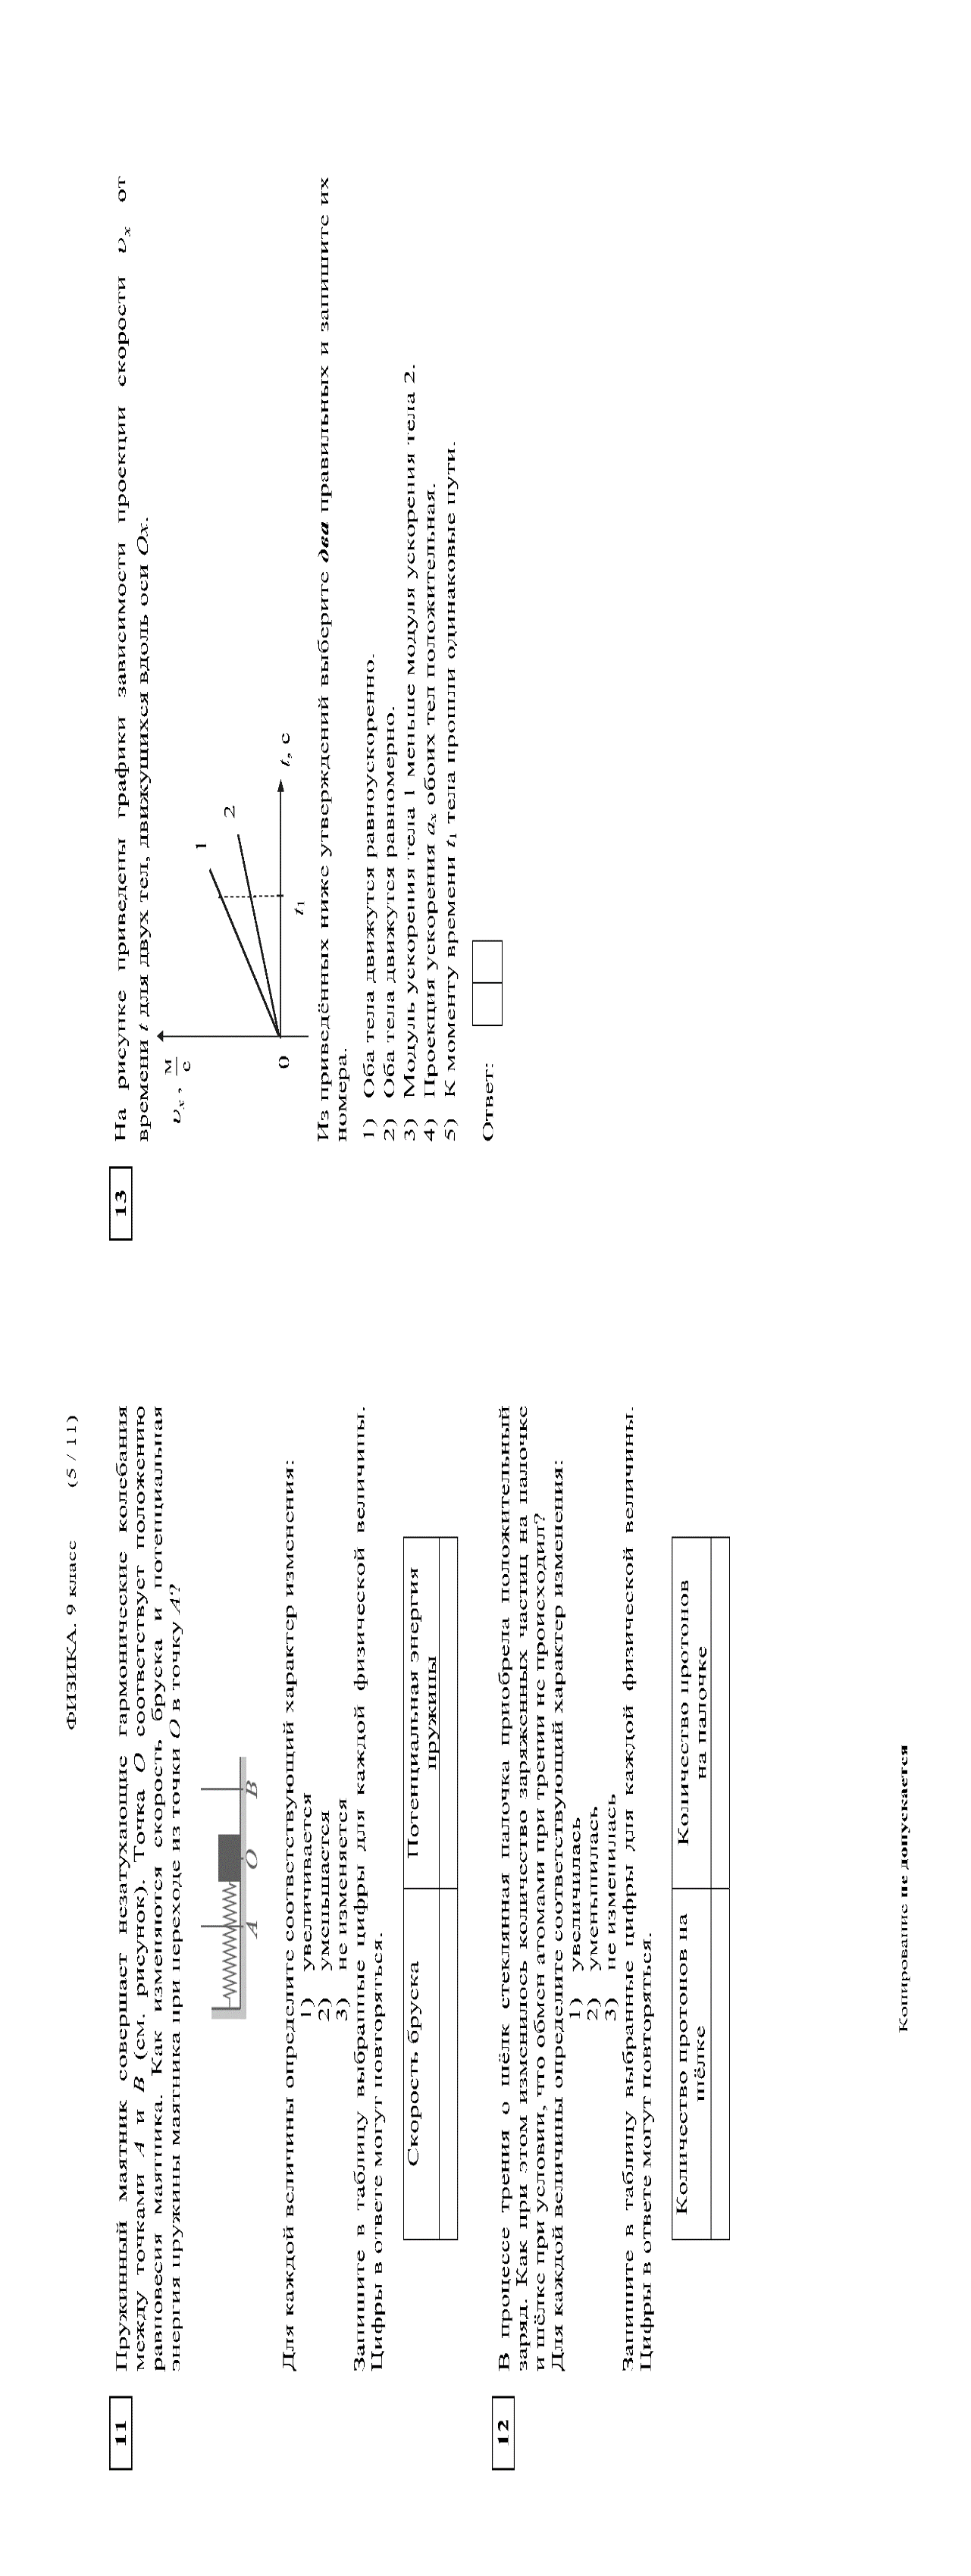 ФИЗИКА. 9 класс (5 / 11)
11
Пружинный маятник совершает незатухающие гармонические колебания
между точками А и В (см. рисунок). Точка О соответствует положению
равновесия маятника. Как изменяются скорость бруска и потенциальная
энергия пружины маятника при переходе из точки О в точку А?
А О В
Для каждой величины определите соответствующий характер изменения:
1) увеличивается
2) уменьшается
3) не изменяется
Запишите в таблицу выбранные цифры для каждой физической величины.
Цифры в ответе могут повторяться.
Скорость бруска Потенциальная энергия
пружины
12
В процессе трения о шёлк стеклянная палочка приобрела положительный
заряд. Как при этом изменилось количество заряженных частиц на палочке
и шёлке при условии, что обмен атомами при трении не происходил?
Для каждой величины определите соответствующий характер изменения:
1) увеличилась
2) уменьшилась
3) не изменилась
Запишите в таблицу выбранные цифры для каждой физической величины.
Цифры в ответе могут повторяться.
Количество протонов на Количество протонов
шёлке на палочке
13
На рисунке приведены графики зависимости проекции скорости υx от
времени t для двух тел, движущихся вдоль оси Ox.
υx , м/с
1
2
0 t1 t, с
Из приведённых ниже утверждений выберите два правильных и запишите их
номера.
1) Оба тела движутся равноускоренно.
2) Оба тела движутся равномерно.
3) Модуль ускорения тела 1 меньше модуля ускорения тела 2.
4) Проекция ускорения ax обоих тел положительная.
5) К моменту времени t1 тела прошли одинаковые пути.
Ответ:
Копирование не допускается